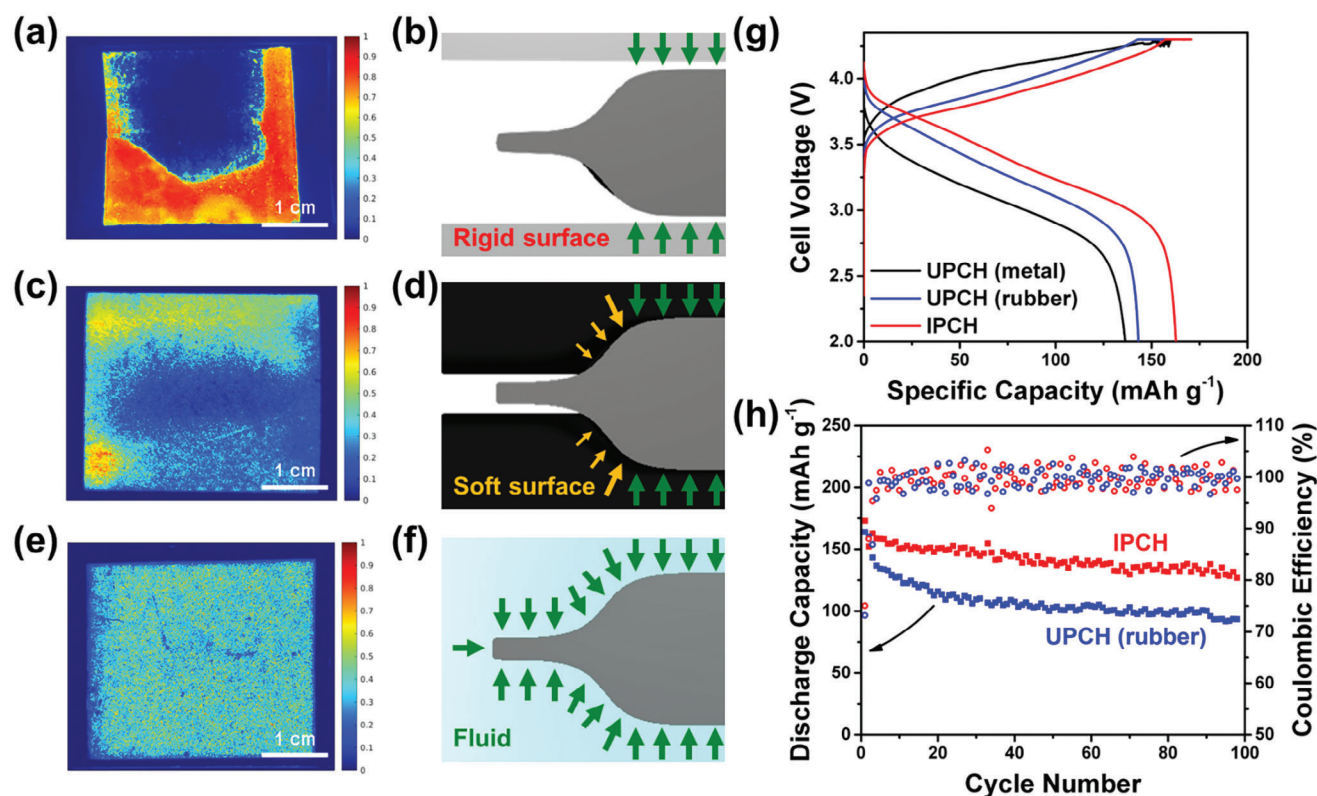 (a)
1
0.9
0.8
0.7
0.6
0.5
0.4
0.3
0.2
0.1
0
1 cm
(b)
Rigid surface
(c)
1
0.9
0.8
0.7
0.6
0.5
0.4
0.3
0.2
0.1
0
1 cm
(d)
Soft surface
(e)
1
0.9
0.8
0.7
0.6
0.5
0.4
0.3
0.2
0.1
0
1 cm
(f)
Fluid
(g)
Cell Voltage (V)
4.0
3.5
3.0
2.5
2.0
UPCH (metal)
UPCH (rubber)
IPCH
0 50 100 150 200
Specific Capacity (mAh g⁻¹)
(h)
Discharge Capacity (mAh g⁻¹)
250
200
150
100
50
0
IPCH
UPCH (rubber)
110
100
90
80
70
60
50
Coulombic Efficiency (%)
0 20 40 60 80 100
Cycle Number